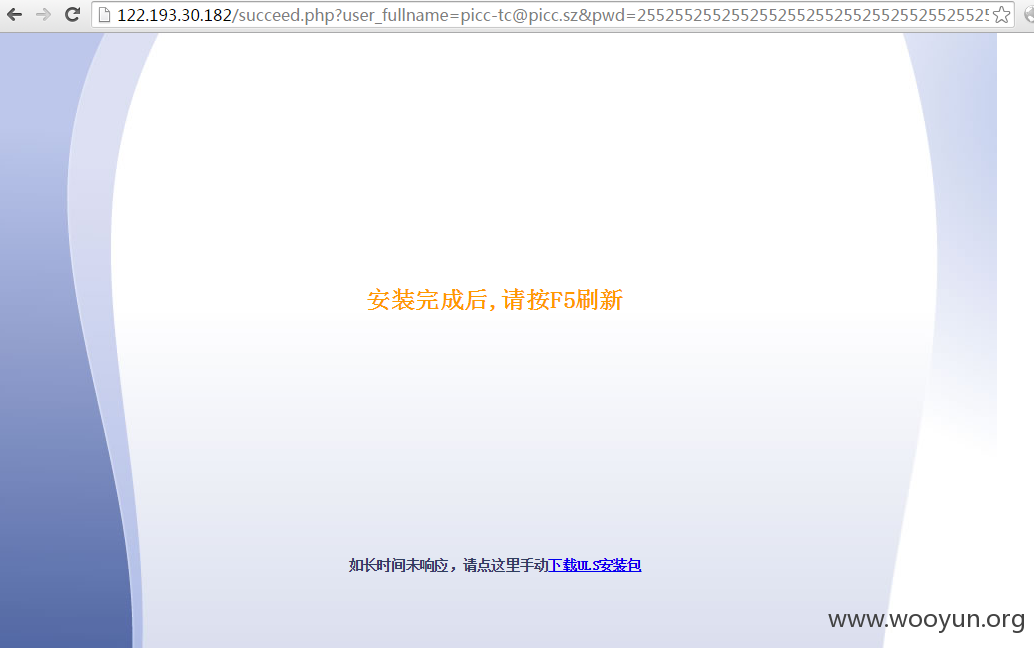 122.193.30.182/succeed.php?user_fullname=picc-tc@picc.sz&pwd=2552552552552552552552552552552552552552
安装完成后,请按F5刷新
如长时间未响应，请点这里手动下载ULS安装包
www.wooyun.org